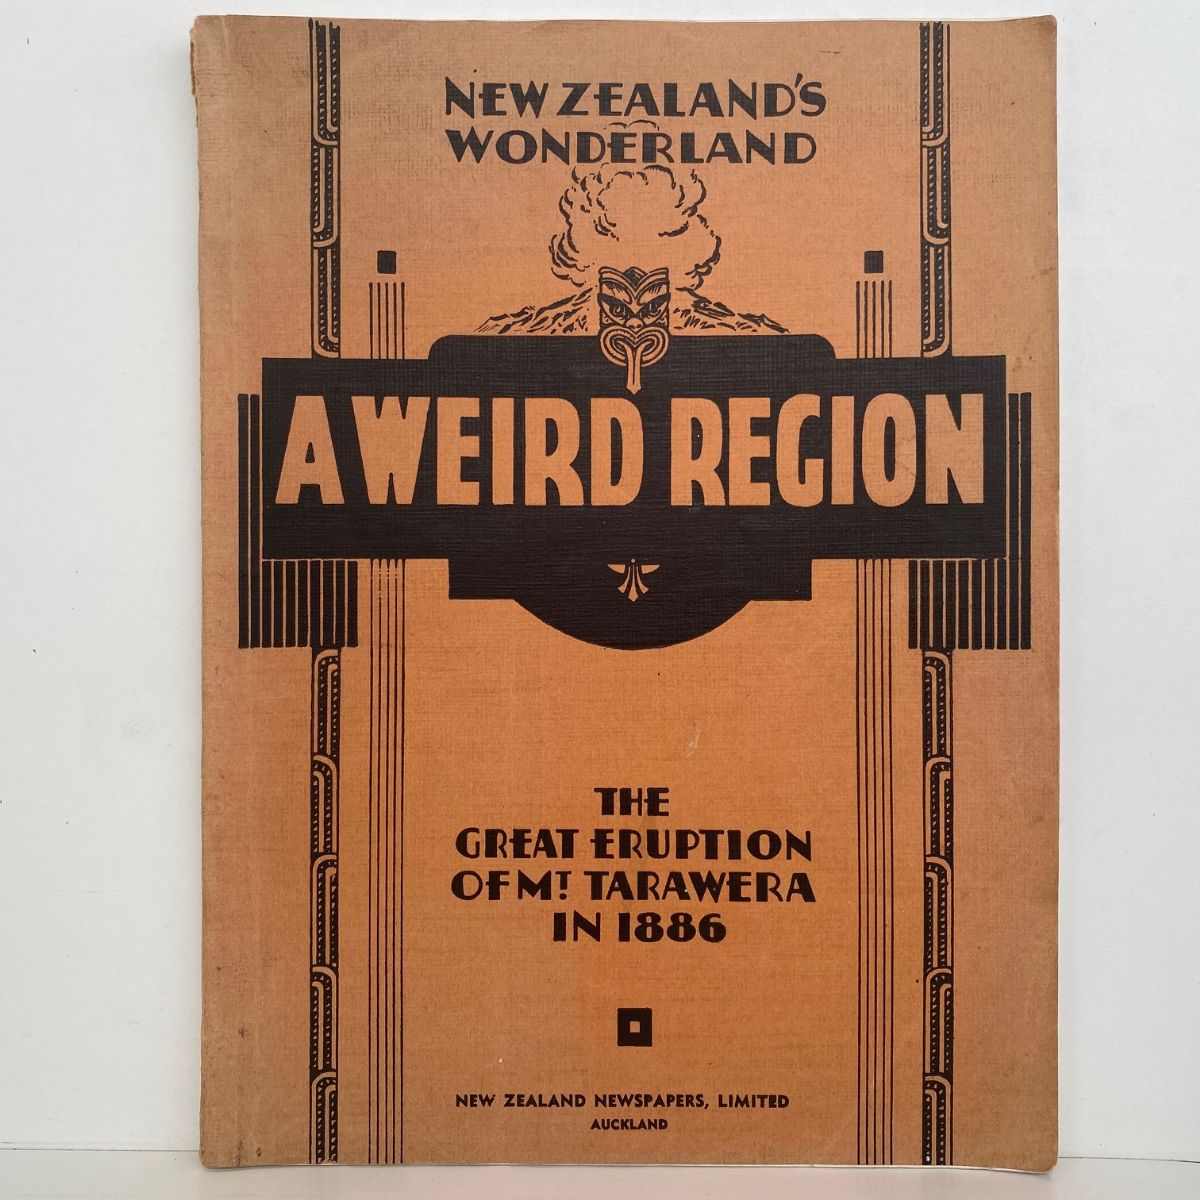 NEW ZEALAND'S
WONDERLAND
A WEIRD REGION
THE
GREAT ERUPTION
OF MT TARAWERA
IN 1886
NEW ZEALAND NEWSPAPERS, LIMITED
AUCKLAND